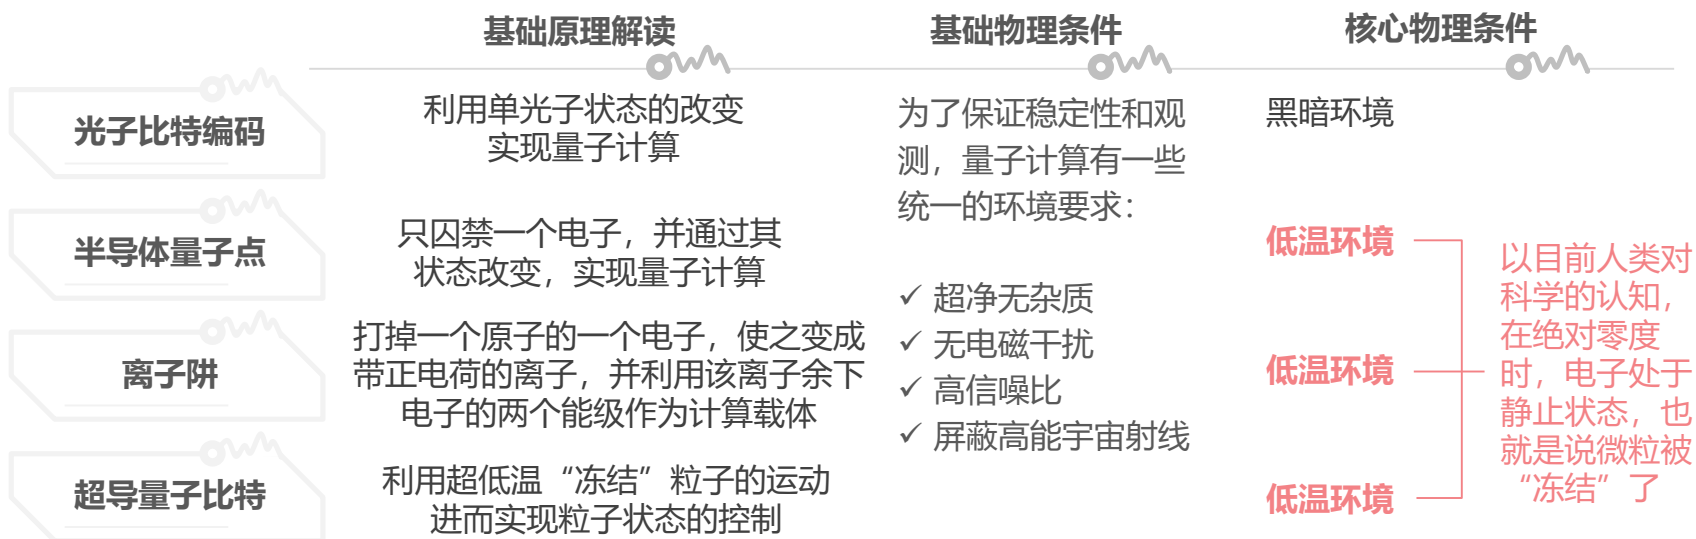 基础原理解读
基础物理条件
核心物理条件
光子比特编码
利用单光子状态的改变
实现量子计算
半导体量子点
只囚禁一个电子，并通过其
状态改变，实现量子计算
离子阱
打掉一个原子的一个电子，使之变成
带正电荷的离子，并利用该离子余下
电子的两个能级作为计算载体
超导量子比特
利用超低温“冻结”粒子的运动
进而实现粒子状态的控制
为了保证稳定性和观
测，量子计算有一些
统一的环境要求：
✓ 超净无杂质
✓ 无电磁干扰
✓ 高信噪比
✓ 屏蔽高能宇宙射线
黑暗环境
低温环境
低温环境
低温环境
以目前人类对
科学的认知，
在绝对零度
时，电子处于
静止状态，也
就是说微粒被
“冻结”了